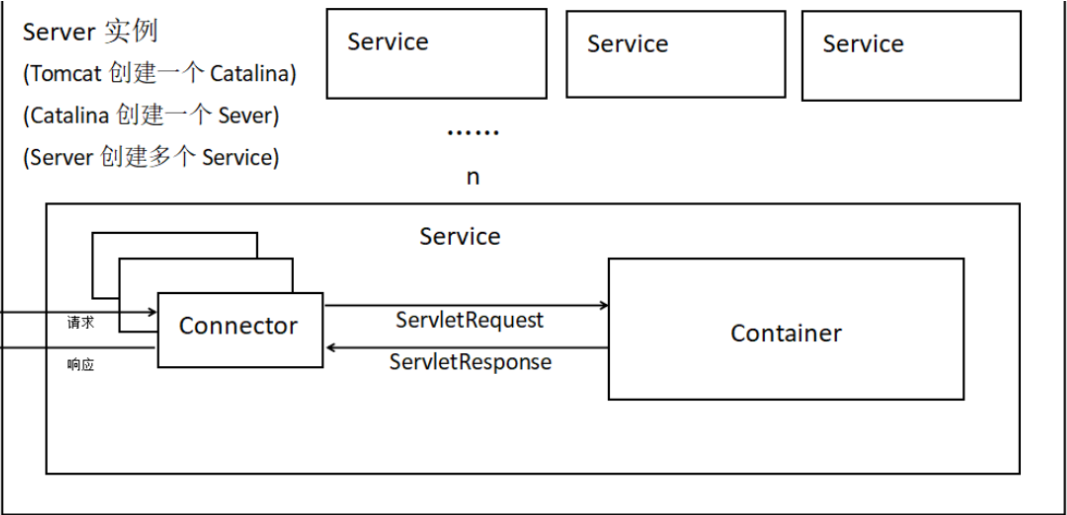 Server 实例
(Tomcat 创建一个 Catalina)
(Catalina 创建一个 Sever)
(Server 创建多个 Service)
Service
Service
Service
......
n
Service
请求
响应
Connector
ServletRequest
ServletResponse
Container